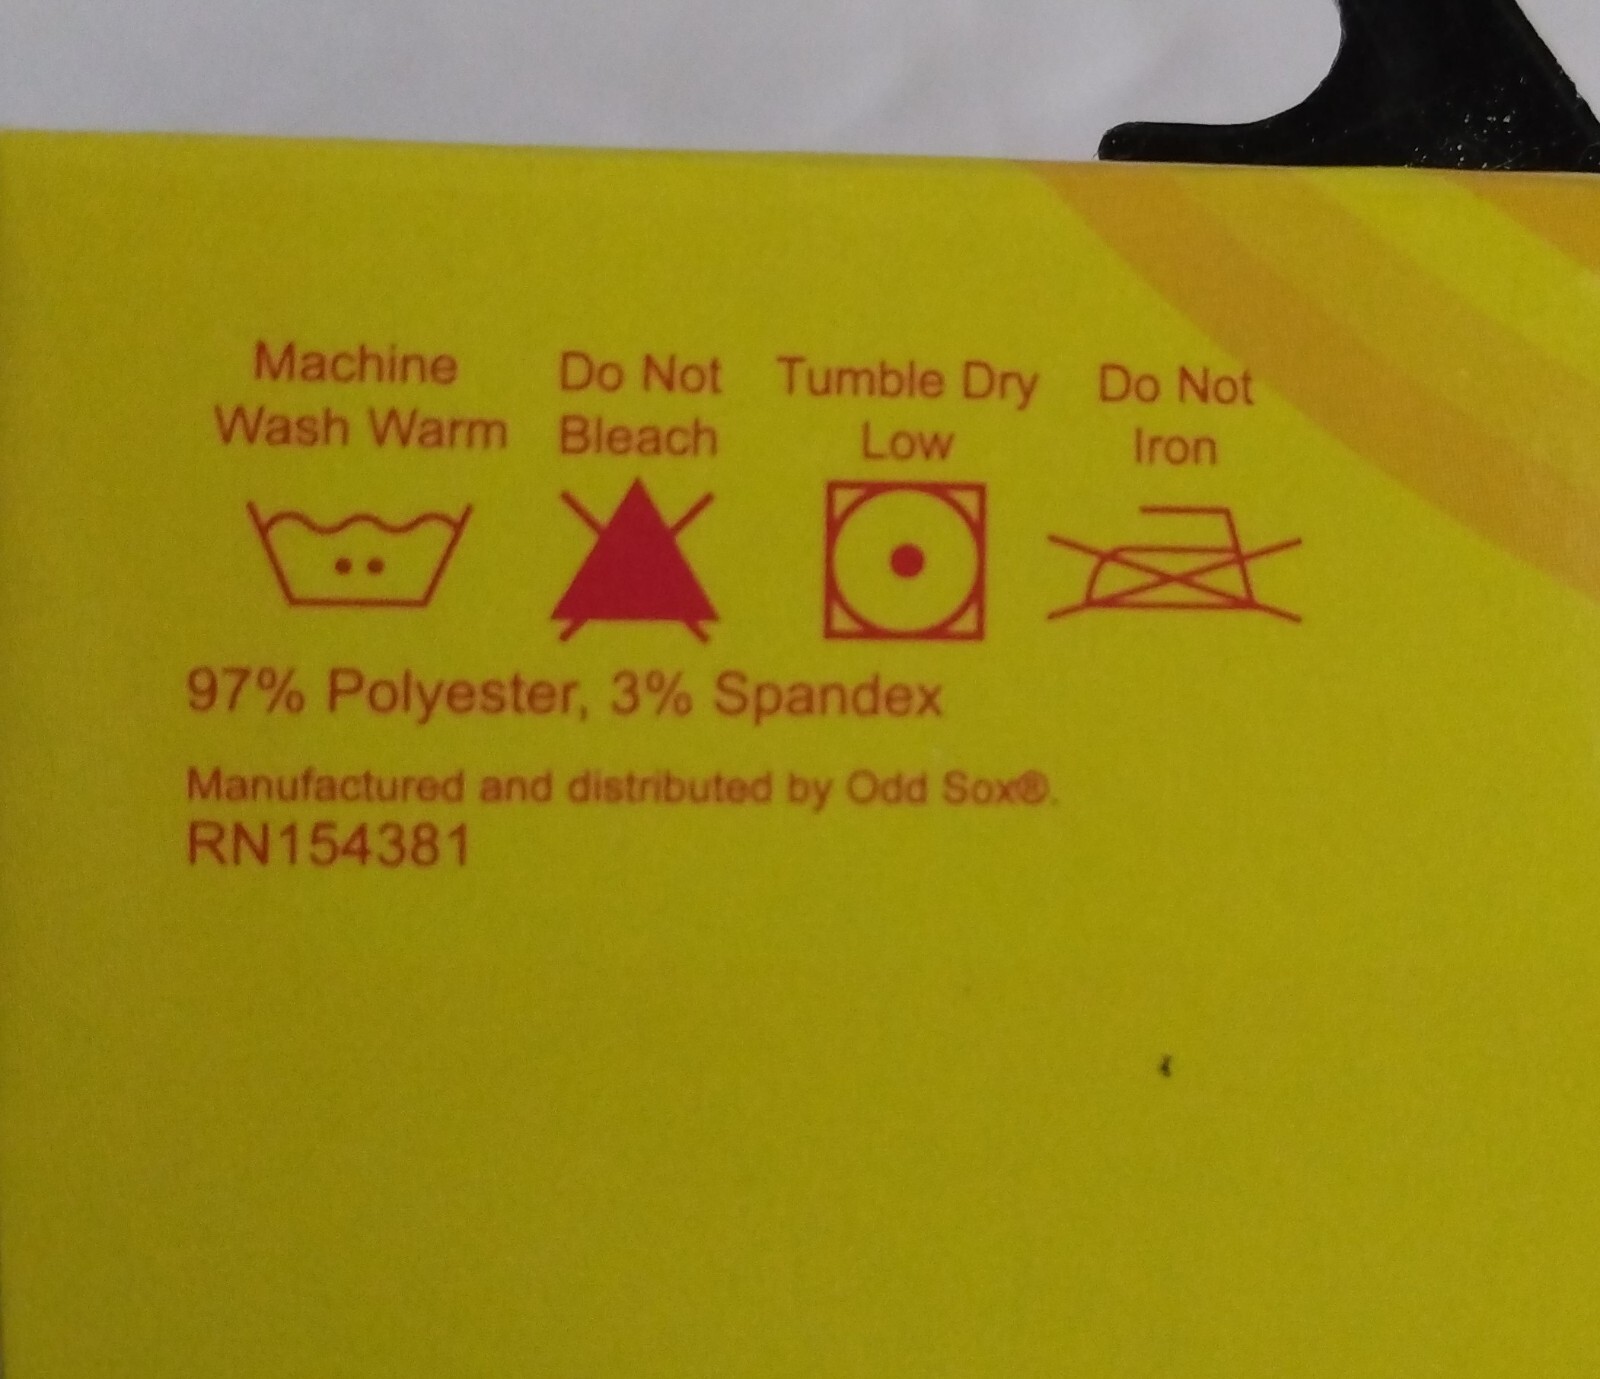 Machine
Wash Warm
Do Not
Bleach
Tumble Dry
Low
Do Not
Iron
97% Polyester, 3% Spandex
Manufactured and distributed by Odd Sox®.
RN154381